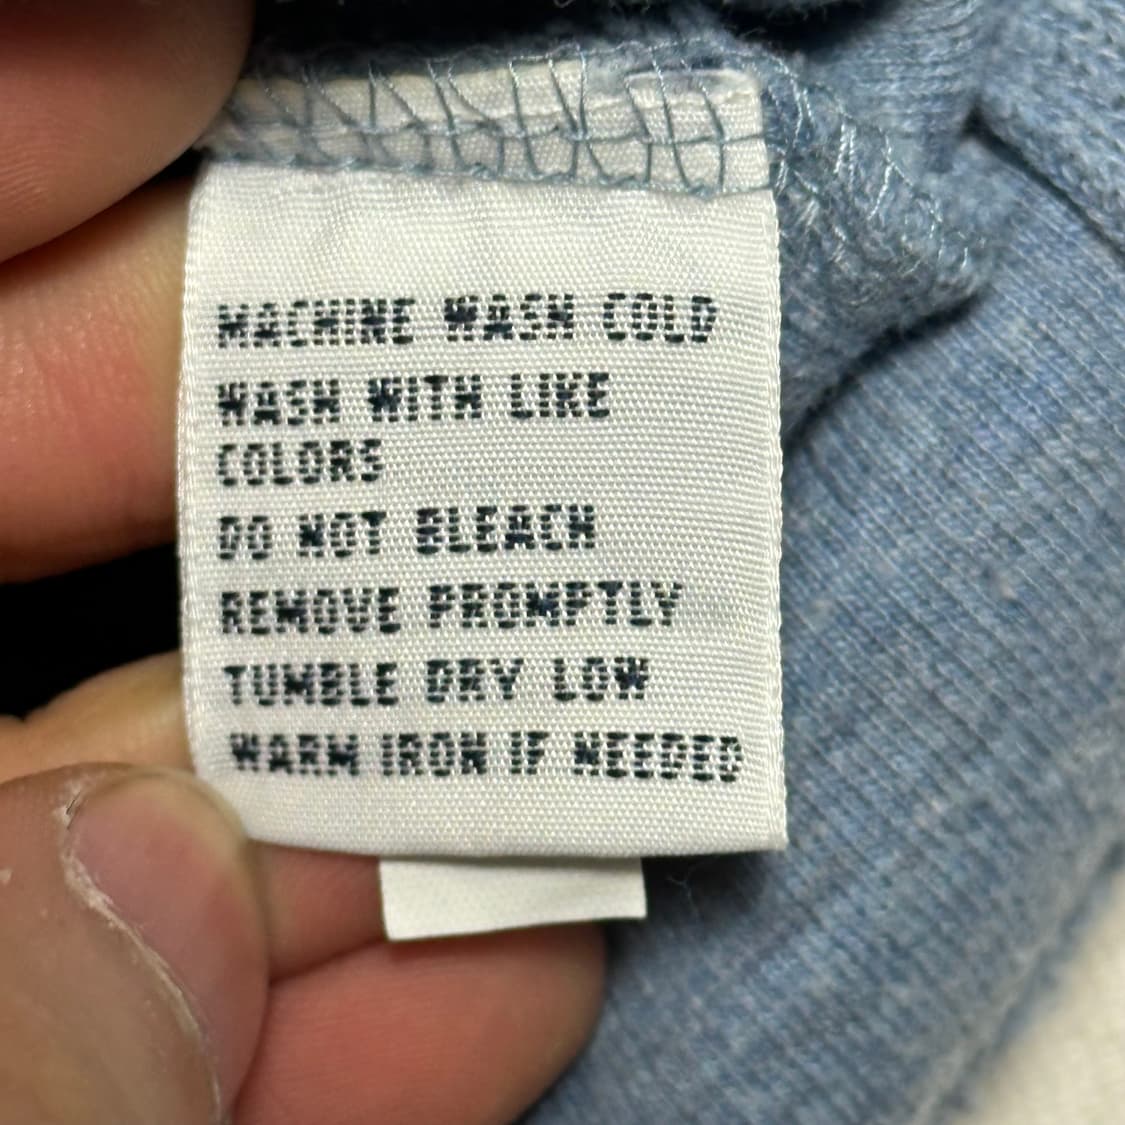 MACHINE WASH COLD
WASH WITH LIKE
COLORS
DO NOT BLEACH
REMOVE PROMPTLY
TUMBLE DRY LOW
WARM IRON IF NEEDED